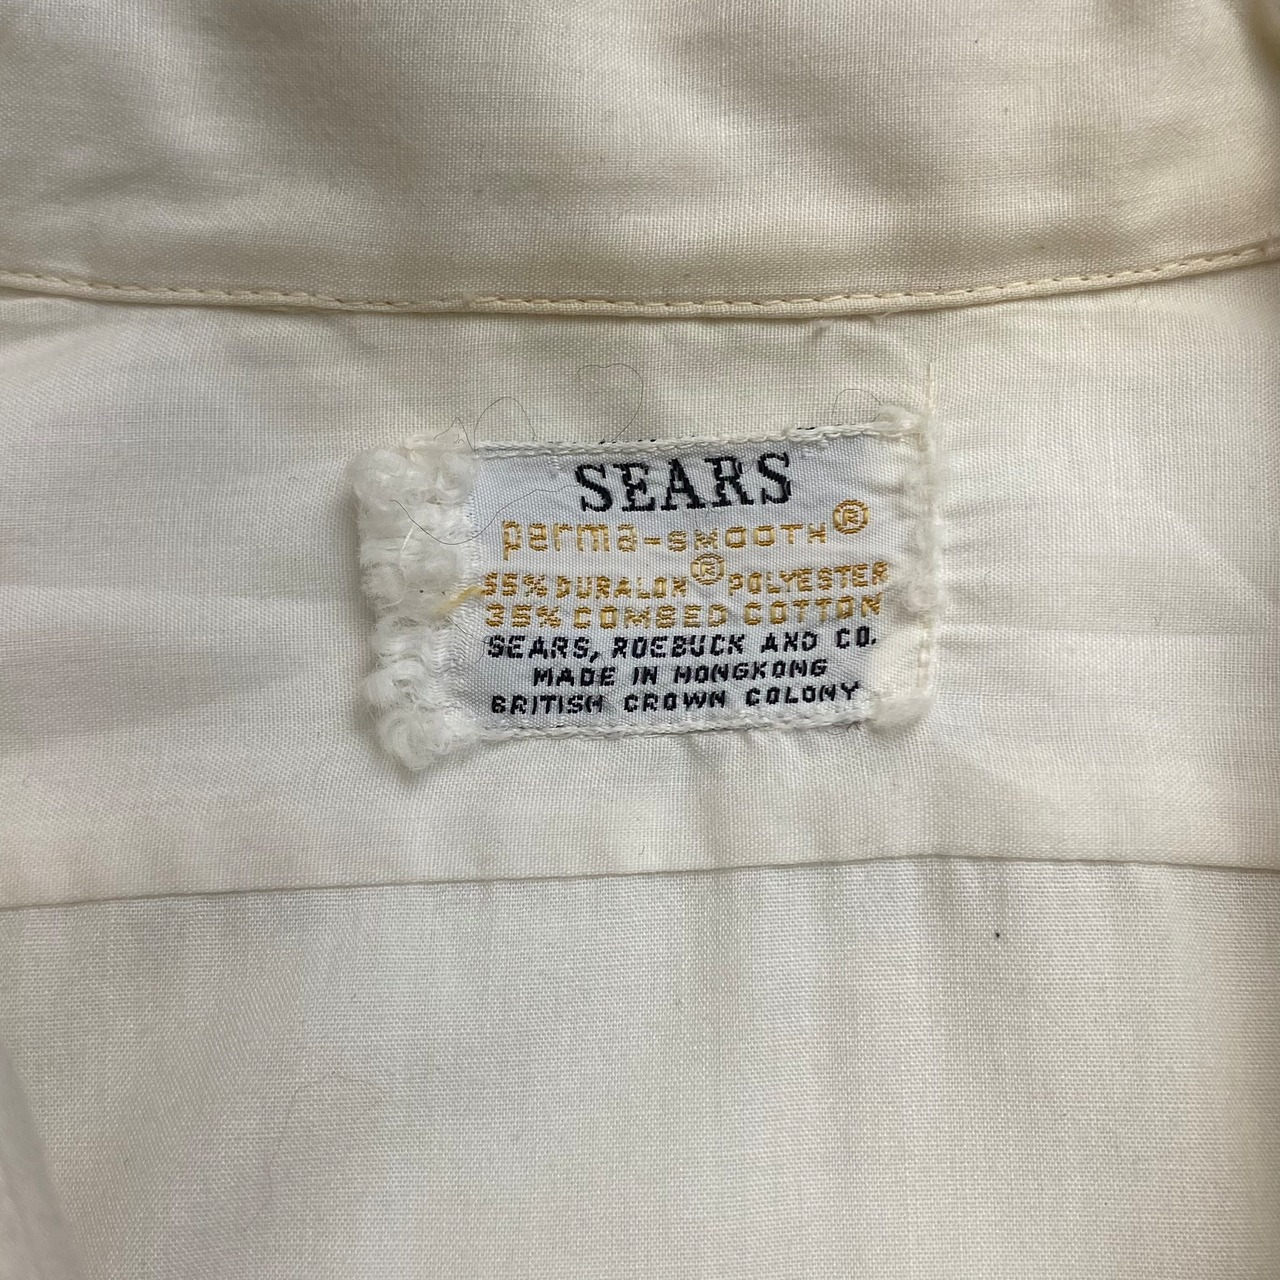 SEARS
perma-smooth®
65% DURALON® POLYESTER
35% COMBED COTTON
SEARS, ROEBUCK AND CO.
MADE IN HONGKONG
BRITISH CROWN COLONY